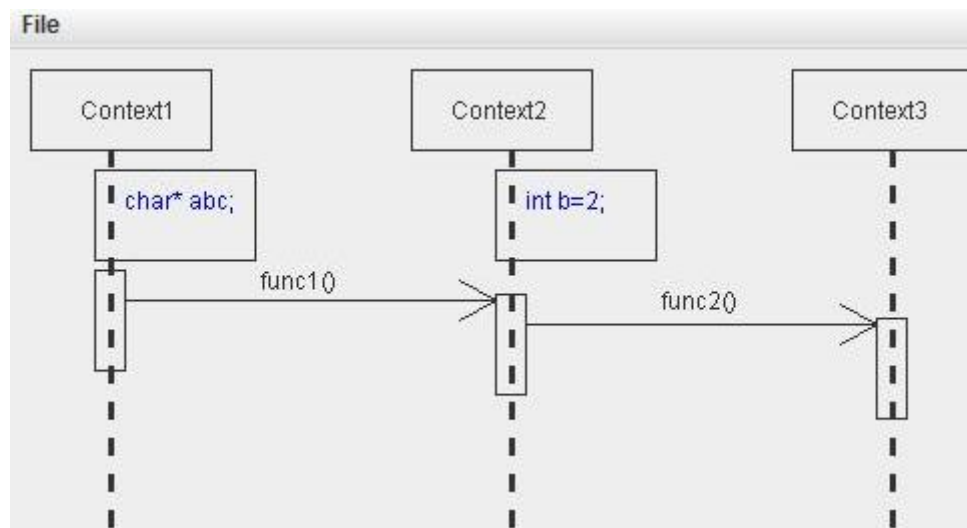 File
Context1
Context2
Context3
char* abc;
int b=2;
func1()
func2()